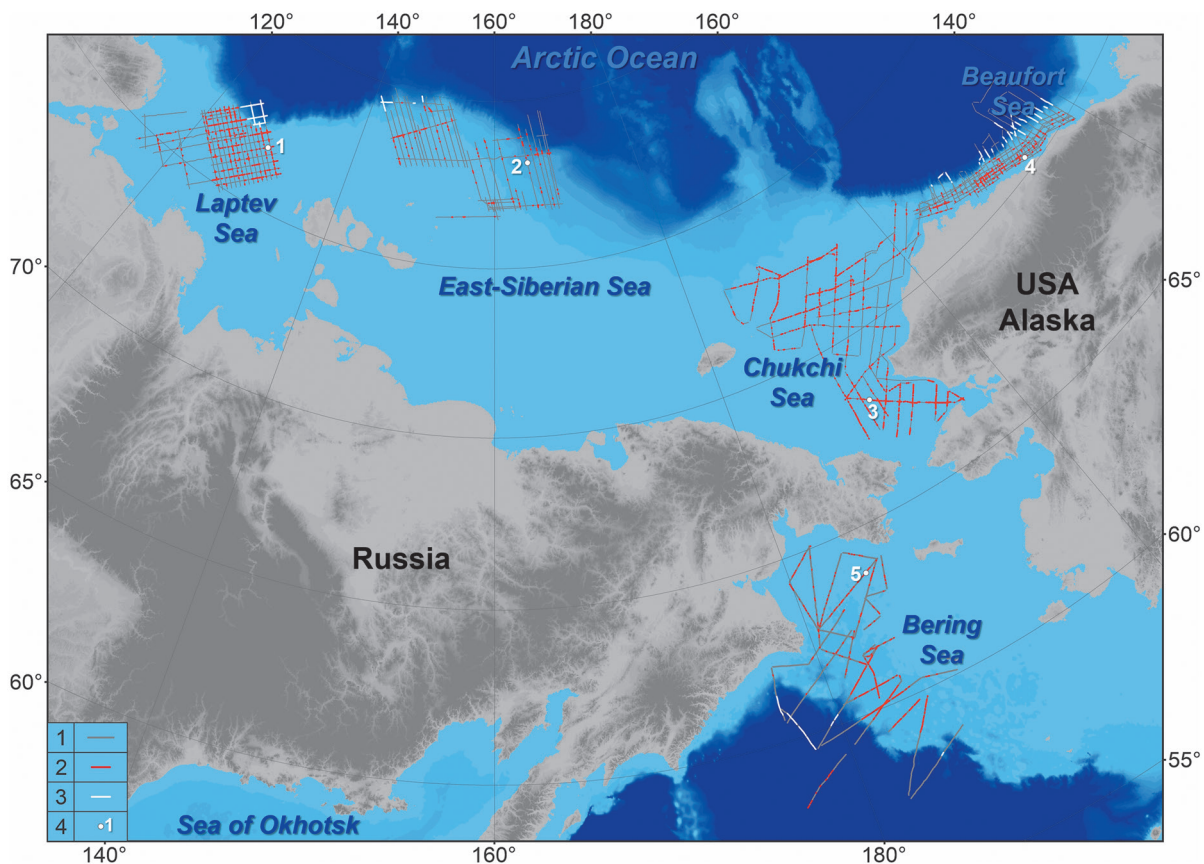 120° 140° 160° 180° 160° 140°
Arctic Ocean
Beaufort
Sea
1
2
4
Laptev
Sea
70°
65°
East-Siberian Sea
USA
Alaska
Chukchi
Sea
3
65°
60°
Russia
5
Bering
Sea
60°
1
2
3
4 1
55°
Sea of Okhotsk
140° 160° 180°